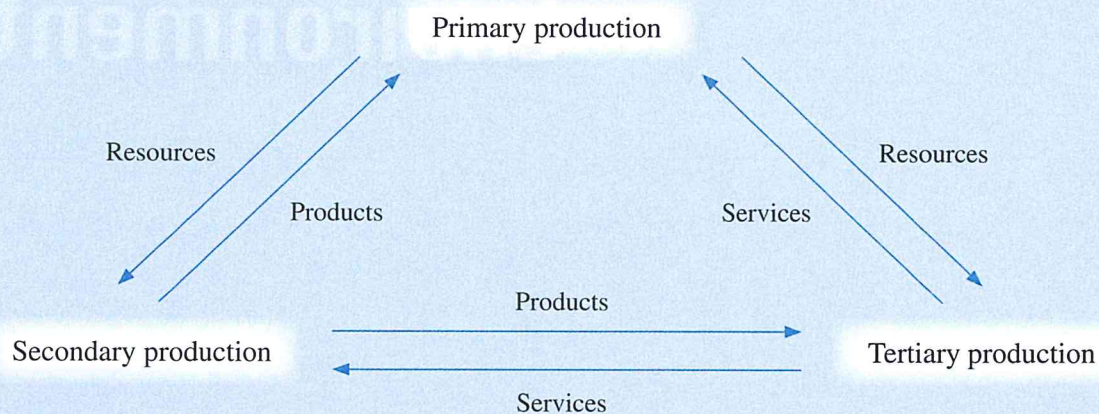 Primary production
Resources
Resources
Products
Services
Products
Secondary production
Tertiary production
Services